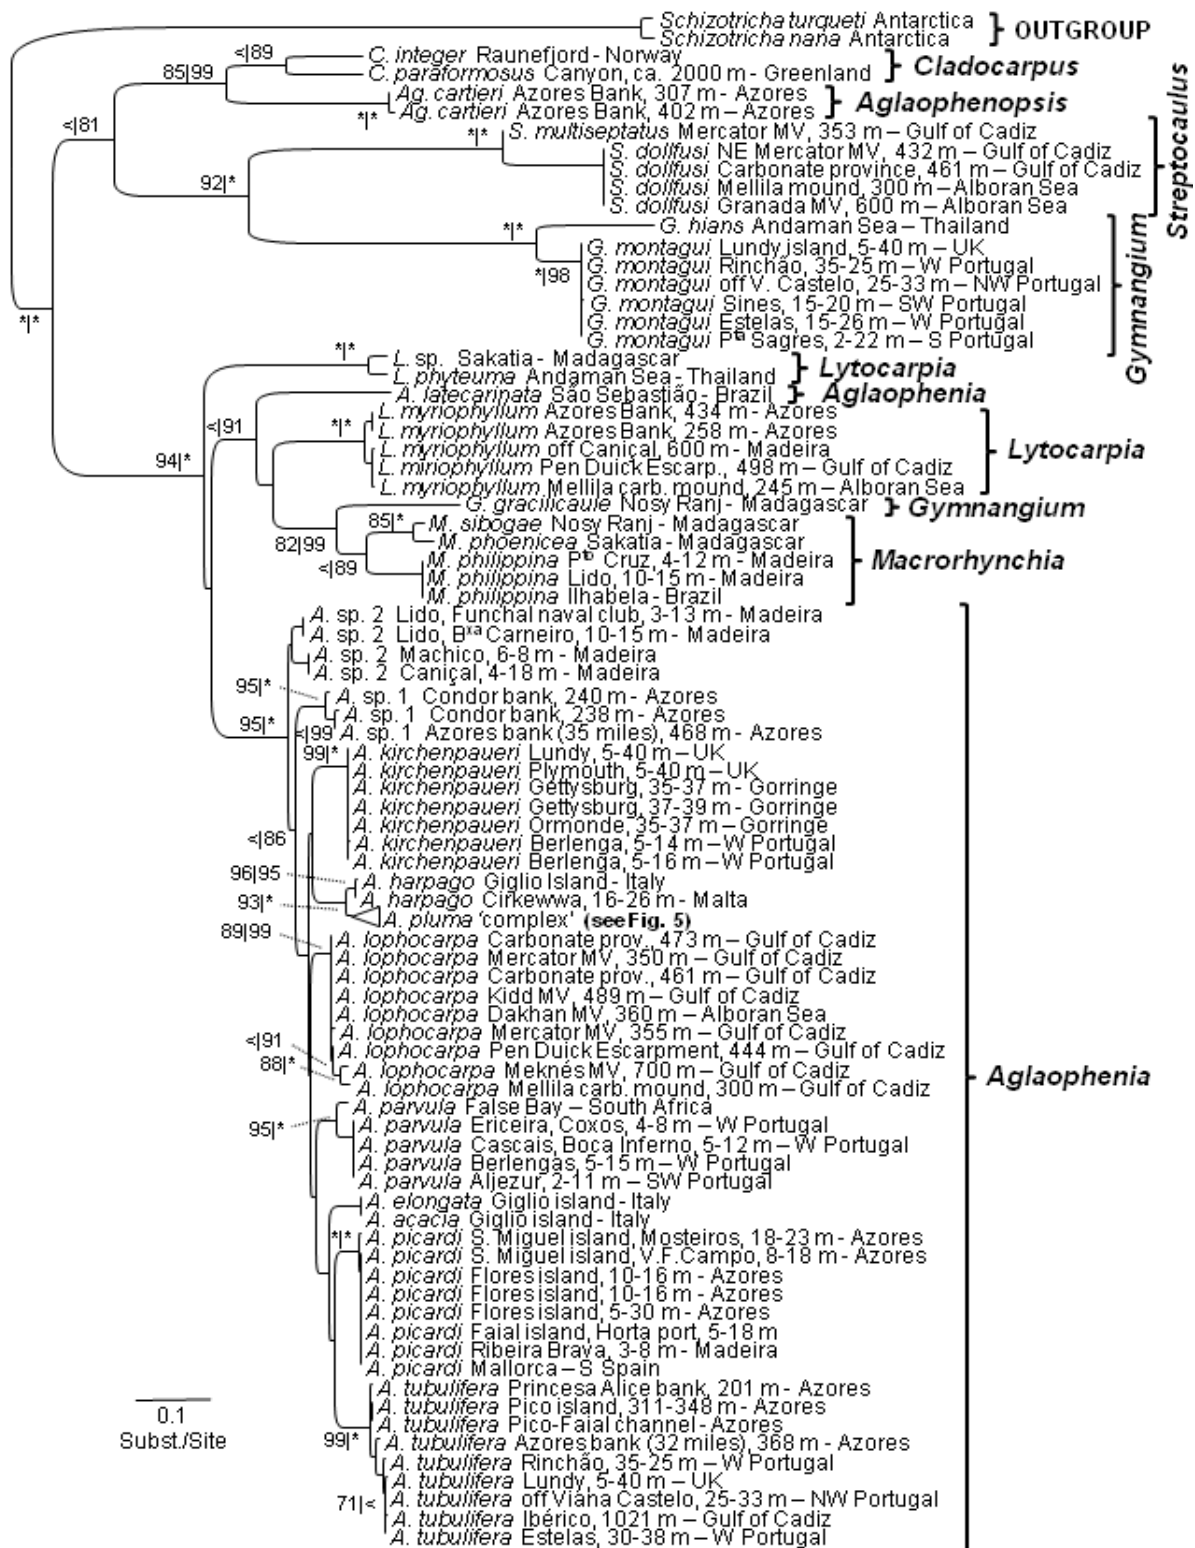 Schizotricha turqueti Antarctica
Schizotricha nana Antarctica
OUTGROUP
<|89
C. integer Raunefjord - Norway
85|99
C. paraformosus Canyon, ca. 2000 m - Greenland
Cladocarpus
Ag. cartieri Azores Bank, 307 m - Azores
*|*
Ag. cartieri Azores Bank, 402 m – Azores
Aglaophenopsis
<|81
*|*
S. multiseptatus Mercator MV, 353 m – Gulf of Cadiz
S. dollfusi NE Mercator MV, 432 m – Gulf of Cadiz
S. dollfusi Carbonate province, 461 m – Gulf of Cadiz
S. dollfusi Mellila mound, 300 m – Alboran Sea
S. dollfusi Granada MV, 600 m – Alboran Sea
Streptocaulus
92|*
*|*
G. hians Andaman Sea – Thailand
G. montagui Lundy island, 5-40 m – UK
G. montagui Rinchão, 35-25 m – W Portugal
*|98
G. montagui off V. Castelo, 25-33 m – NW Portugal
G. montagui Sines, 15-20 m – SW Portugal
G. montagui Estelas, 15-26 m – W Portugal
G. montagui Pta Sagres, 2-22 m – S Portugal
Gymnangium
*|*
*|*
L. sp. Sakatia - Madagascar
L. phyteuma Andaman Sea - Thailand
Lytocarpia
A. latecarinata São Sebastião - Brazil
Aglaophenia
<|91
*|*
L. myriophyllum Azores Bank, 434 m - Azores
L. myriophyllum Azores Bank, 258 m - Azores
L. myriophyllum off Caniçal, 600 m - Madeira
L. miriophyllum Pen Duick Escarp., 498 m – Gulf of Cadiz
L. myriophyllum Mellila carb. mound, 245 m – Alboran Sea
Lytocarpia
94|*
G. gracilicaule Nosy Ranj - Madagascar
Gymnangium
82|99
85|*
M. sibogae Nosy Ranj - Madagascar
M. phoenicea Sakatia - Madagascar
<|89
M. philippina Pto Cruz, 4-12 m - Madeira
M. philippina Lido, 10-15 m - Madeira
M. philippina Ilhabela - Brazil
Macrorhynchia
A. sp. 2 Lido, Funchal naval club, 3-13 m - Madeira
A. sp. 2 Lido, Bxa Carneiro, 10-15 m - Madeira
A. sp. 2 Machico, 6-8 m - Madeira
A. sp. 2 Caniçal, 4-18 m - Madeira
95|*
A. sp. 1 Condor bank, 240 m - Azores
A. sp. 1 Condor bank, 238 m - Azores
95|*
<|99
A. sp. 1 Azores bank (35 miles), 468 m - Azores
99|*
A. kirchenpaueri Lundy, 5-40 m – UK
A. kirchenpaueri Plymouth, 5-40 m – UK
A. kirchenpaueri Gettysburg, 35-37 m - Gorringe
A. kirchenpaueri Gettysburg, 37-39 m - Gorringe
A. kirchenpaueri Ormonde, 35-37 m – Gorringe
<|86
A. kirchenpaueri Berlenga, 5-14 m – W Portugal
A. kirchenpaueri Berlenga, 5-16 m – W Portugal
96|95
A. harpago Giglio Island - Italy
A. harpago Cirkewwa, 16-26 m - Malta
93|*
A. pluma 'complex' (see Fig. 5)
89|99
A. lophocarpa Carbonate prov., 473 m – Gulf of Cadiz
A. lophocarpa Mercator MV, 350 m – Gulf of Cadiz
A. lophocarpa Carbonate prov., 461 m – Gulf of Cadiz
A. lophocarpa Kidd MV, 489 m – Gulf of Cadiz
A. lophocarpa Dakhan MV, 360 m – Alboran Sea
A. lophocarpa Mercator MV, 355 m – Gulf of Cadiz
<|91
A. lophocarpa Pen Duick Escarpment, 444 m – Gulf of Cadiz
88|*
A. lophocarpa Meknés MV, 700 m – Gulf of Cadiz
A. lophocarpa Mellila carb. mound, 300 m – Gulf of Cadiz
Aglaophenia
95|*
A. parvula False Bay – South Africa
A. parvula Ericeira, Coxos, 4-8 m – W Portugal
A. parvula Cascais, Boca Inferno, 5-12 m – W Portugal
A. parvula Berlengas, 5-15 m – W Portugal
A. parvula Aljezur, 2-11 m – SW Portugal
A. elongata Giglio island - Italy
A. acacia Giglio island - Italy
*|*
A. picardi S. Miguel island, Mosteiros, 18-23 m - Azores
A. picardi S. Miguel island, V.F.Campo, 8-18 m - Azores
A. picardi Flores island, 10-16 m - Azores
A. picardi Flores island, 10-16 m - Azores
A. picardi Flores island, 5-30 m - Azores
A. picardi Faial island, Horta port, 5-18 m
A. picardi Ribeira Brava, 3-8 m - Madeira
A. picardi Mallorca – S Spain
A. tubulifera Princesa Alice bank, 201 m - Azores
A. tubulifera Pico island, 311-348 m - Azores
A. tubulifera Pico-Faial channel - Azores
99|*
A. tubulifera Azores bank (32 miles), 368 m - Azores
A. tubulifera Rinchão, 35-25 m – W Portugal
A. tubulifera Lundy, 5-40 m – UK
71|<
A. tubulifera off Viana Castelo, 25-33 m – NW Portugal
A. tubulifera Ibérico, 1021 m – Gulf of Cadiz
A. tubulifera Estelas, 30-38 m – W Portugal
0.1
Subst./Site